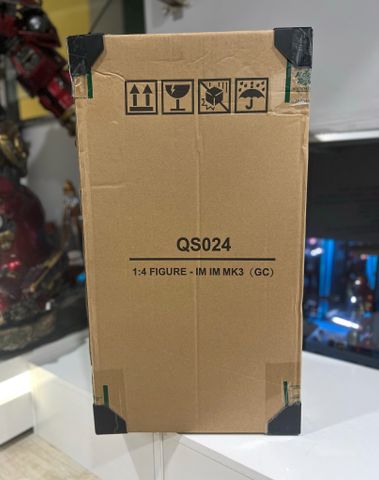 QS024
1:4 FIGURE - IM IM MK3（GC）